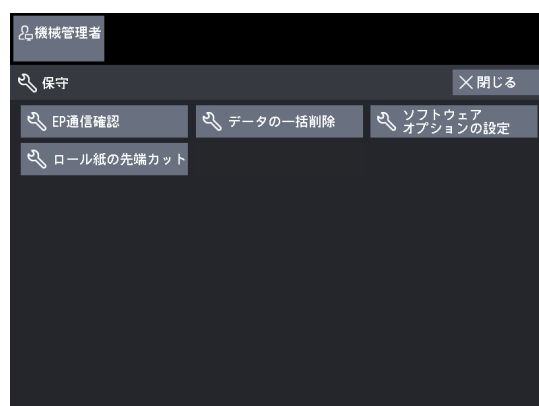 機械管理者
保守
閉じる
EP通信確認
データの一括削除
ソフトウェア
オプションの設定
ロール紙の先端カット